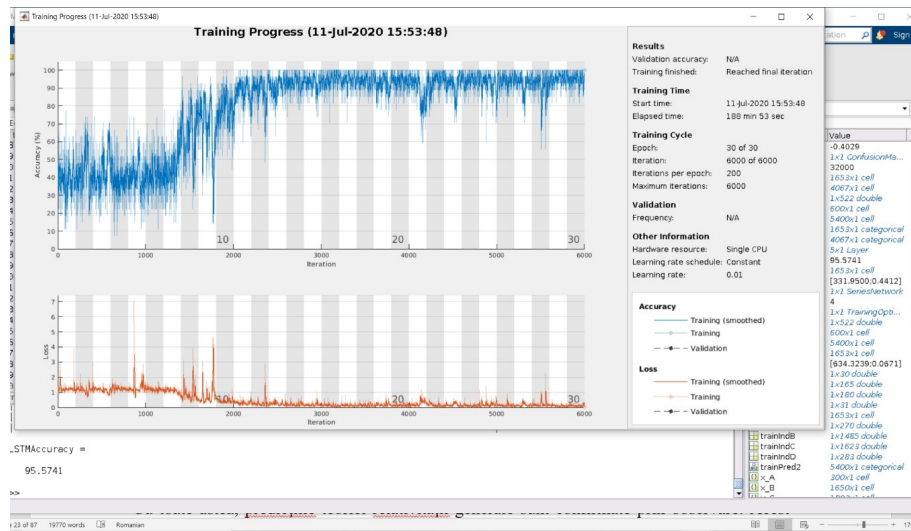 Training Progress (11-Jul-2020 15:53:48)
Sign
Training Progress (11-Jul-2020 15:53:48)
Accuracy (%)
100
90
80
70
60
50
40
30
20
10
0
10
20
30
0
1000
2000
3000
4000
5000
6000
Iteration
Loss
7
6
5
4
3
2
1
0
10
20
30
0
1000
2000
3000
4000
5000
6000
Iteration
Results
Validation accuracy: N/A
Training finished: Reached final iteration
Training Time
Start time: 11-Jul-2020 15:53:48
Elapsed time: 188 min 53 sec
Training Cycle
Epoch: 30 of 30
Iteration: 6000 of 6000
Iterations per epoch: 200
Maximum iterations: 6000
Validation
Frequency: N/A
Other Information
Hardware resource: Single CPU
Learning rate schedule: Constant
Learning rate: 0.01
Accuracy
Training (smoothed)
Training
Validation
Loss
Training (smoothed)
Training
Validation
Value
-0.4029
1x1 ConfusionMa...
32000
1653x1 cell
4067x1 cell
1x522 double
600x1 cell
5400x1 cell
1653x1 categorical
4067x1 categorical
5x1 Layer
95.5741
1653x1 cell
[331.9500;0.4412]
1x1 SeriesNetwork
4
1x1 TrainingOpti...
1x522 double
600x1 cell
5400x1 cell
1653x1 cell
[634.3239;0.0671]
1x30 double
1x165 double
1x180 double
1x31 double
1653x1 cell
1x270 double
trainIndB 1x1485 double
trainIndC 1x1623 double
trainIndD 1x283 double
trainPred2 5400x1 categorical
x_A 300x1 cell
x_B 1650x1 cell
LSTMAccuracy =
95.5741
>>
23 of 87 19770 words Romanian